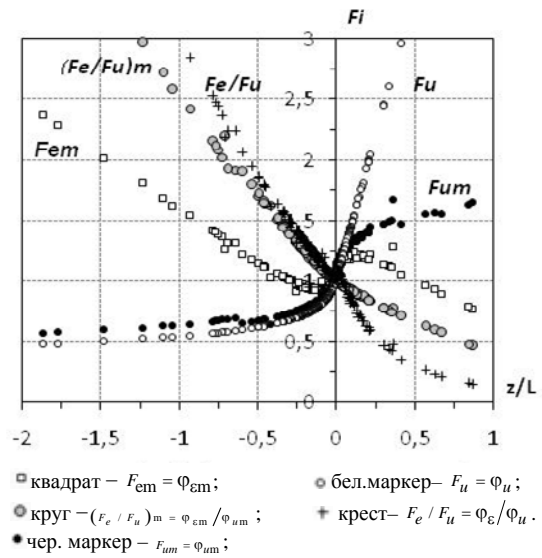 Fi
3
(Fe/Fu)m
Fe/Fu
Fu
2,5
Fem
2
Fum
1,5
1
0,5
0
z/L
-2 -1,5 -1 -0,5 0 0,5 1
квадрат – Fem = φεm; бел.маркер– Fu = φu ;
круг –(Fe / Fu )m = φεm /φum ; крест– Fe / Fu = φε/φu .
чер. маркер – Fum = φum ;